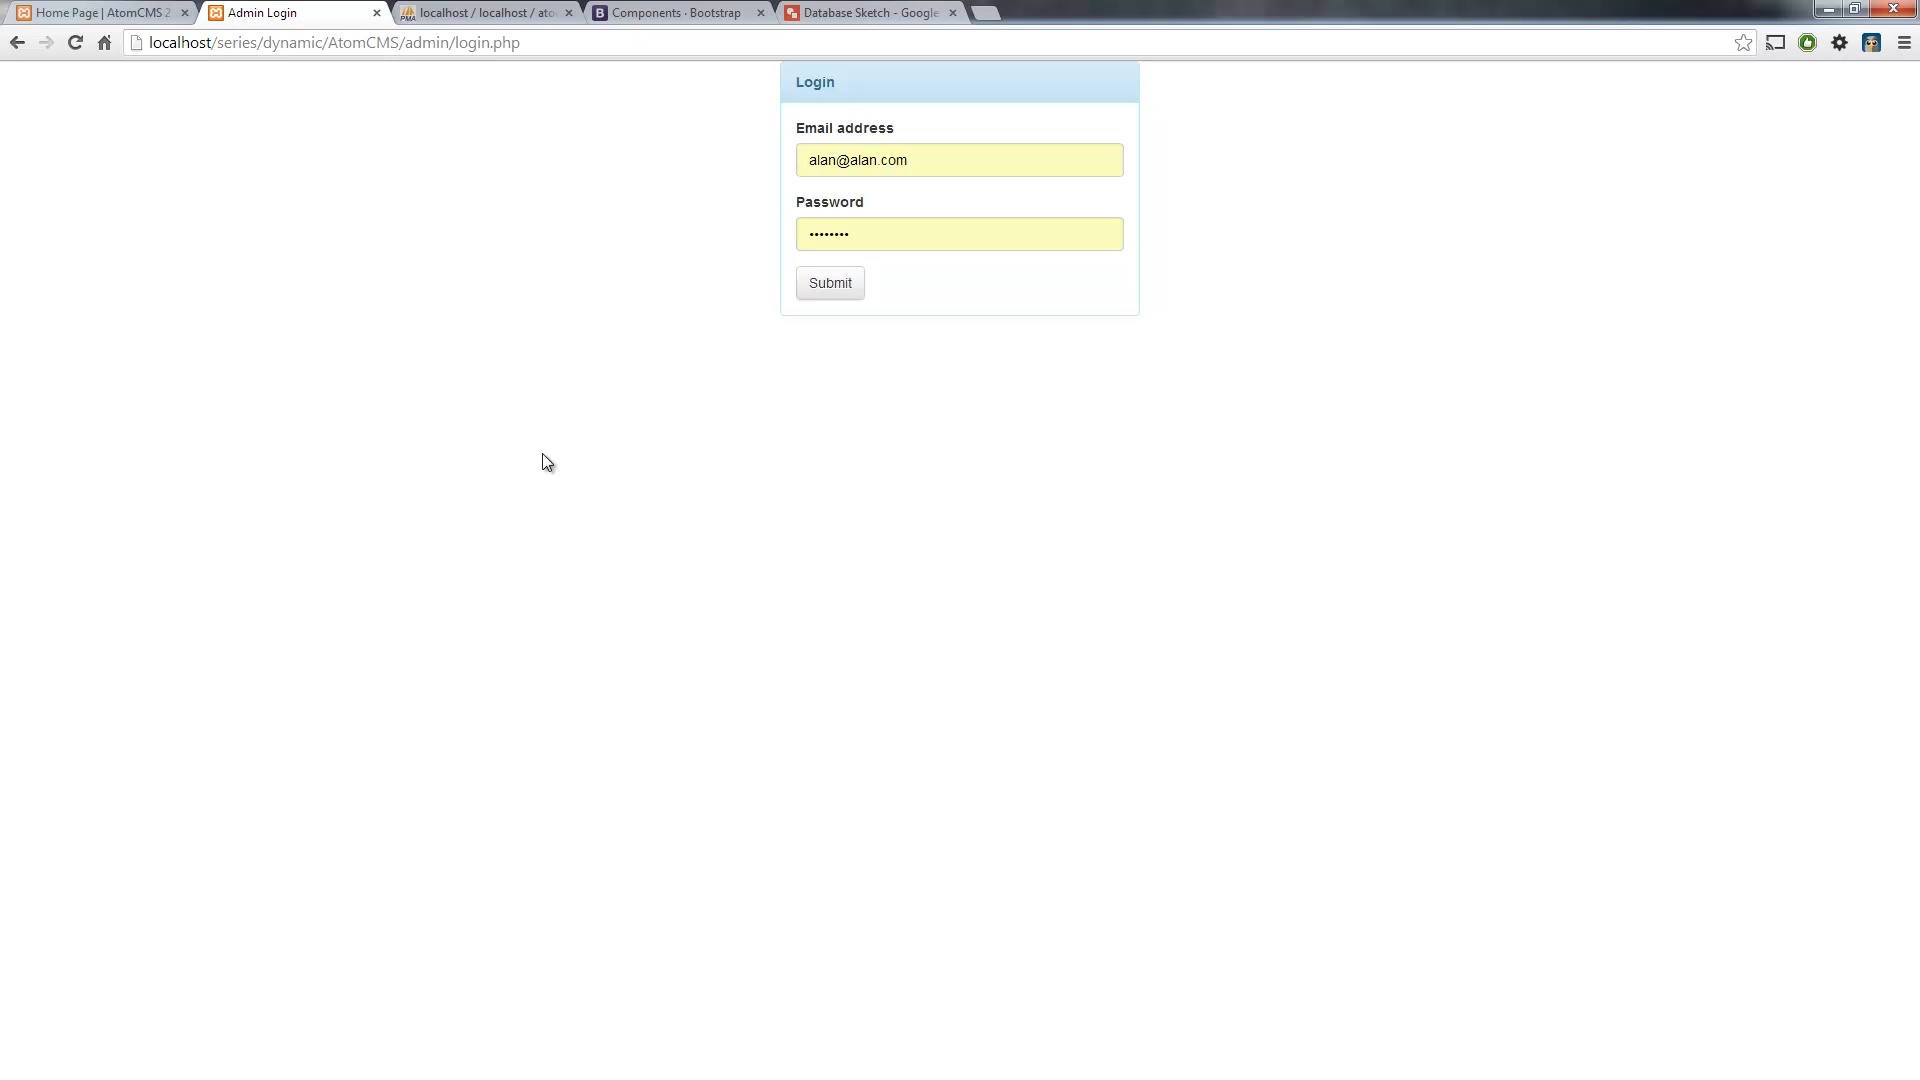 Home Page | AtomCMS 2
Admin Login
localhost / localhost / ato
Components · Bootstrap
Database Sketch - Google
localhost/series/dynamic/AtomCMS/admin/login.php
Login
Email address
alan@alan.com
Password
••••••••
Submit